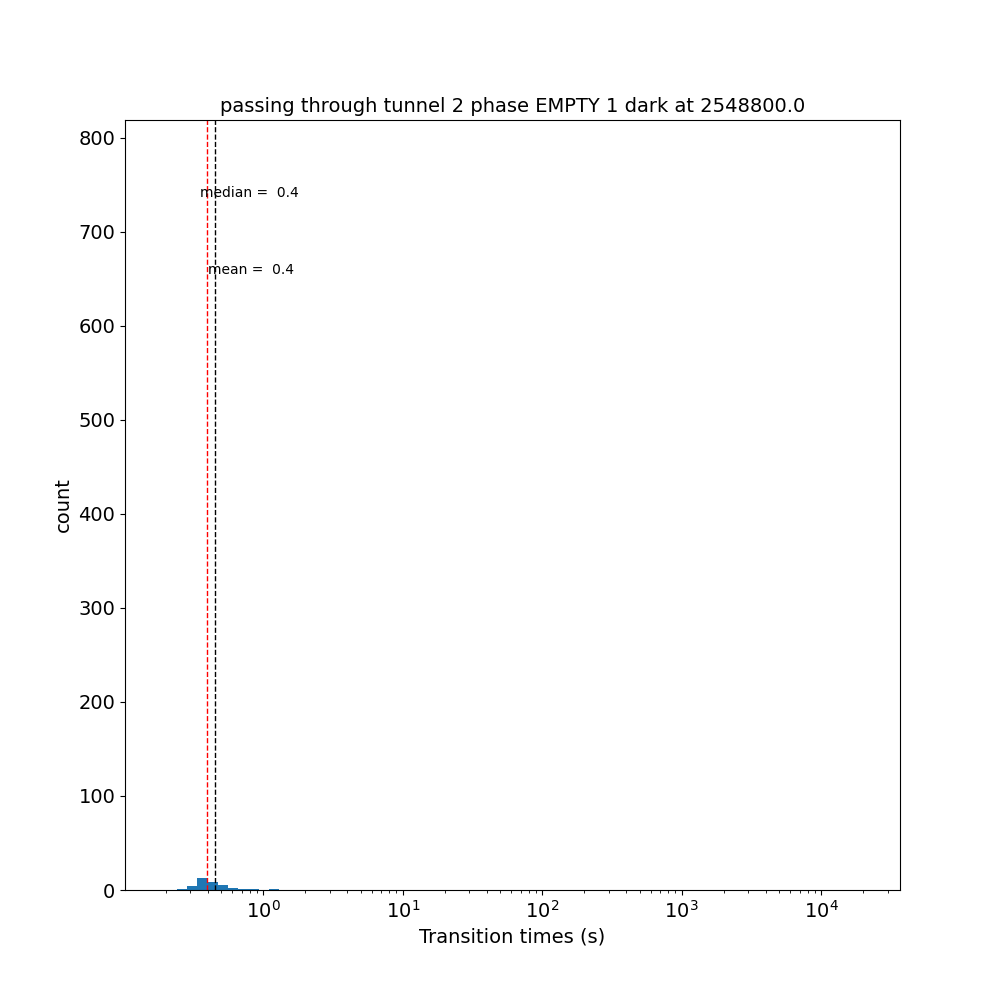 passing through tunnel 2 phase EMPTY 1 dark at 2548800.0
800
median =  0.4
700
mean =  0.4
600
500
400
300
200
100
0
count
10^0 10^1 10^2 10^3 10^4
Transition times (s)